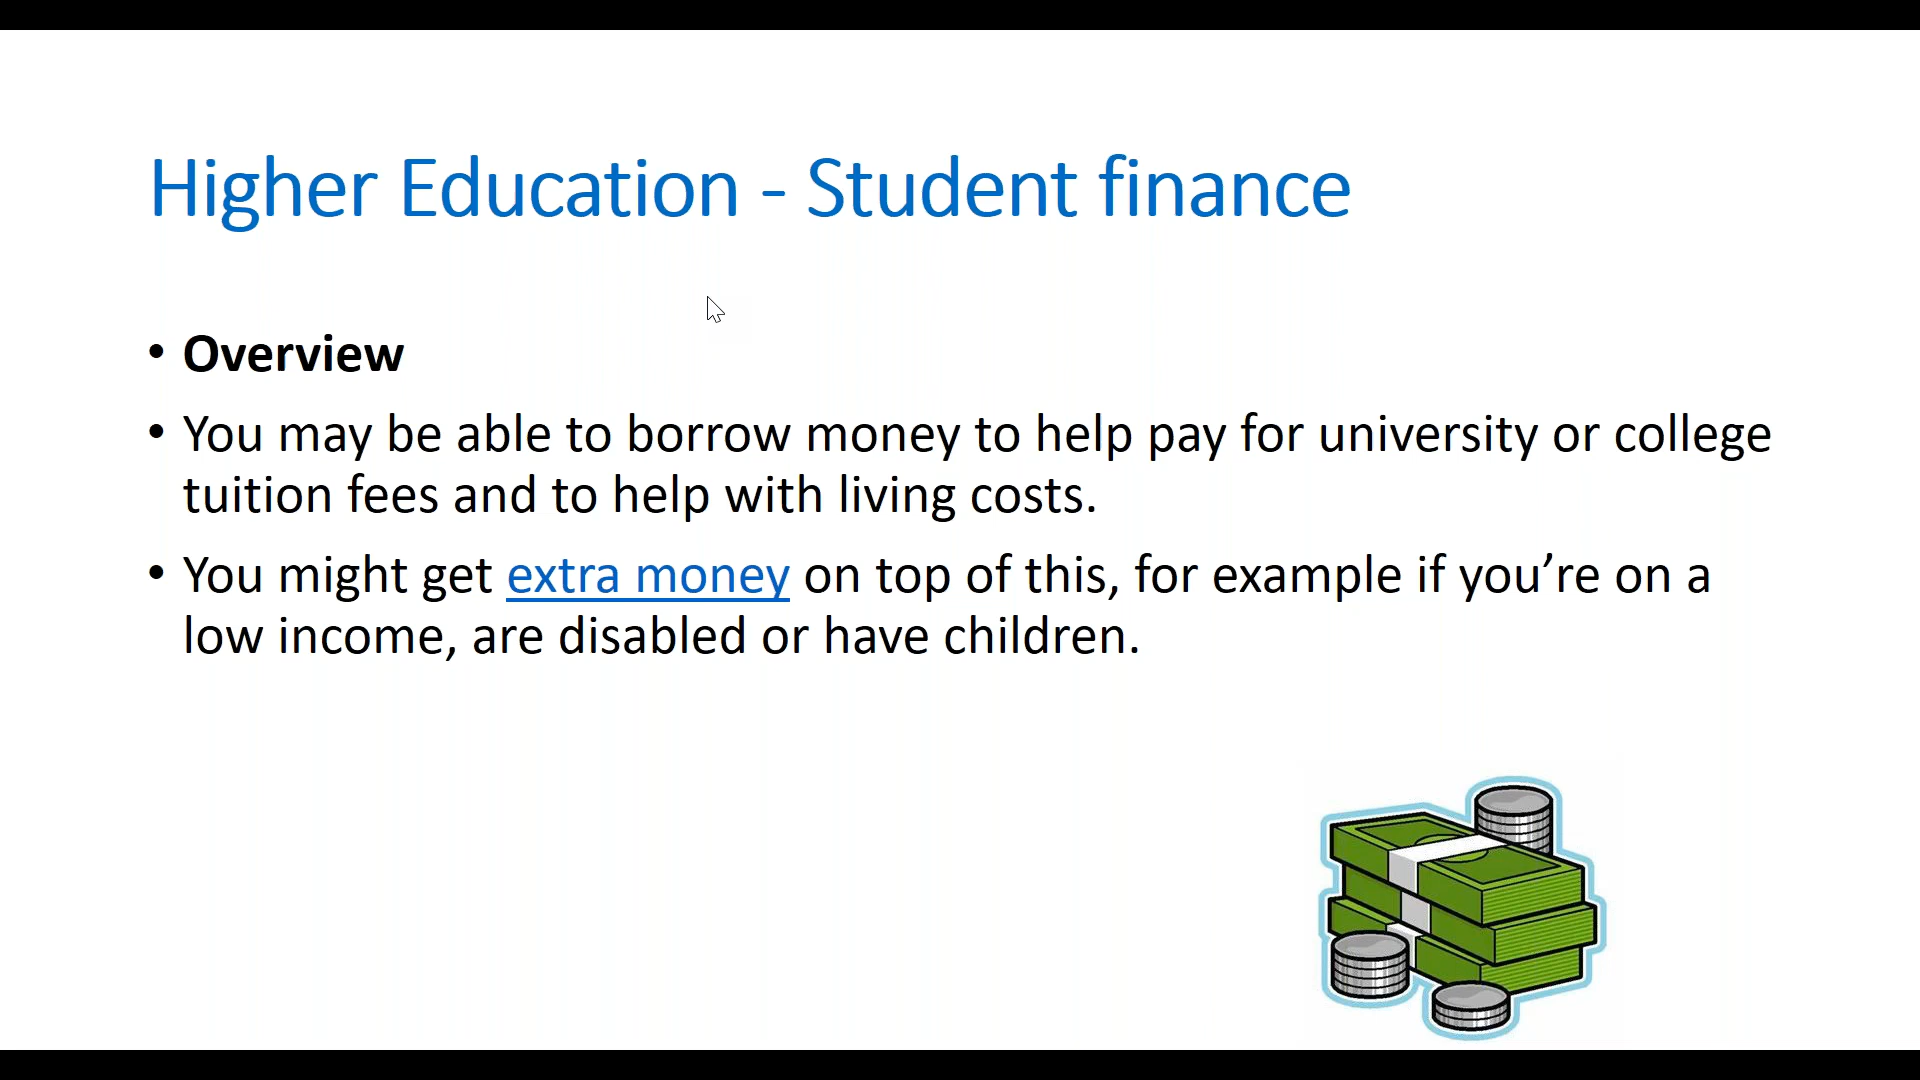 Higher Education - Student finance
• Overview
• You may be able to borrow money to help pay for university or college
tuition fees and to help with living costs.
• You might get extra money on top of this, for example if you’re on a
low income, are disabled or have children.